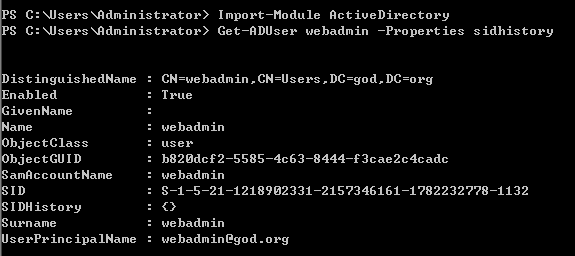 PS C:\Users\Administrator> Import-Module ActiveDirectory
PS C:\Users\Administrator> Get-ADUser webadmin -Properties sidhistory
DistinguishedName : CN=webadmin,CN=Users,DC=god,DC=org
Enabled : True
GivenName :
Name : webadmin
ObjectClass : user
ObjectGUID : b820dcf2-5585-4c63-8444-f3cae2c4cadc
SamAccountName : webadmin
SID : S-1-5-21-1218902331-2157346161-1782232778-1132
SIDHistory : {}
Surname : webadmin
UserPrincipalName : webadmin@god.org